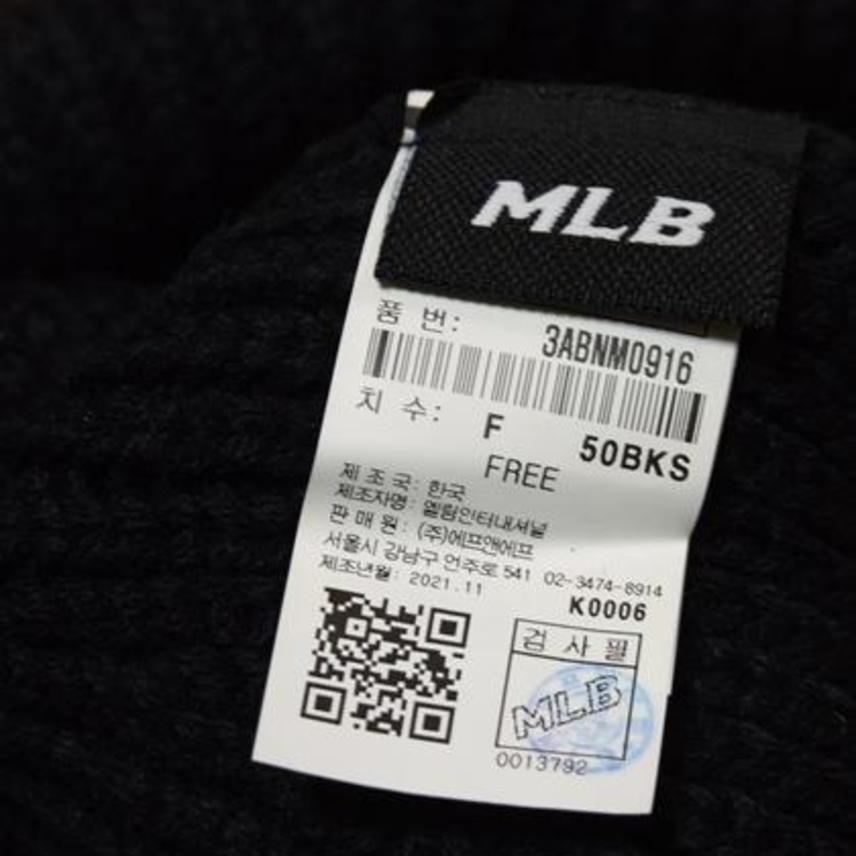 MLB
품 번: 3ABNM0916
치 수: F 50BKS
FREE
제 조 국: 한국
제조자명: 엘림인터내셔널
판 매 원: (주)에프앤에프
서울시 강남구 언주로 541 02-3474-8914
제조년월: 2021.11
K0006
검 사 필
MLB
0013792